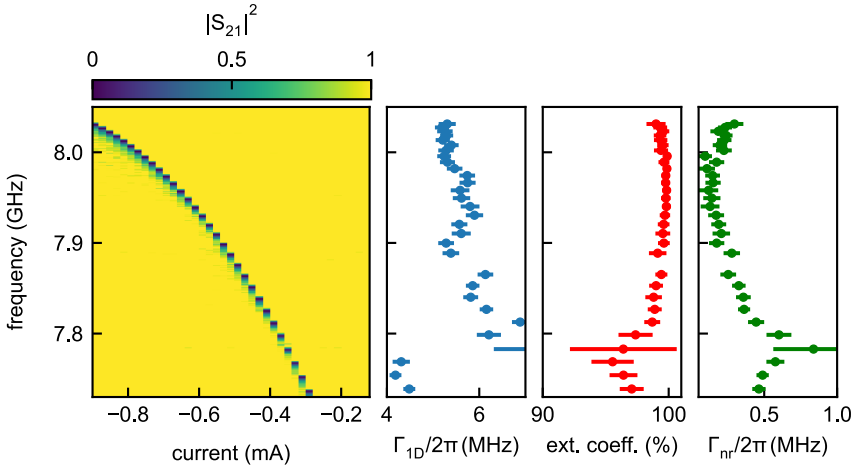 |S₂₁|²
0 0.5 1
frequency (GHz)
8.0
7.9
7.8
−0.8 −0.6 −0.4 −0.2
current (mA)
4 6
Γ₁D/2π (MHz)
90 100
ext. coeff. (%)
0.5 1.0
Γₙᵣ/2π (MHz)